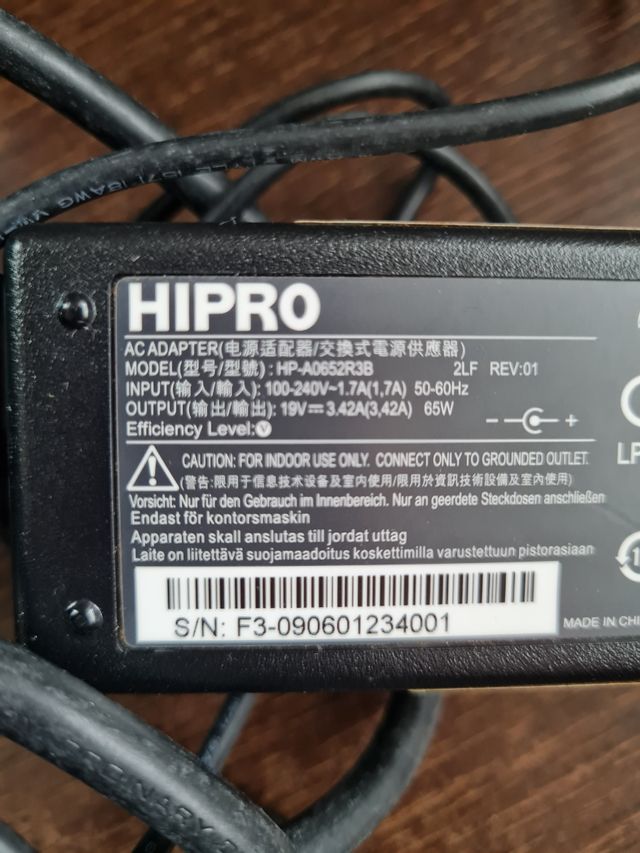 18AWG
HIPRO
AC ADAPTER(电源适配器/交換式電源供應器)
MODEL(型号/型號): HP-A0652R3B 2LF REV:01
INPUT(输入/輸入): 100-240V~1.7A(1,7A) 50-60Hz
OUTPUT(输出/輸出): 19V⎓3.42A(3,42A) 65W
- +
Efficiency Level: V
LP
CAUTION: FOR INDOOR USE ONLY. CONNECT ONLY TO GROUNDED OUTLET.
(警告:限用于信息技术设备及室内使用/限用於資訊技術設備及室內使用)
Vorsicht: Nur für den Gebrauch im Innenbereich. Nur an geerdete Steckdosen anschließen
Endast för kontorsmaskin
Apparaten skall anslutas till jordat uttag
Laite on liitettävä suojamaadoitus koskettimilla varustettuun pistorasiaan
S/N: F3-090601234001
MADE IN CHI